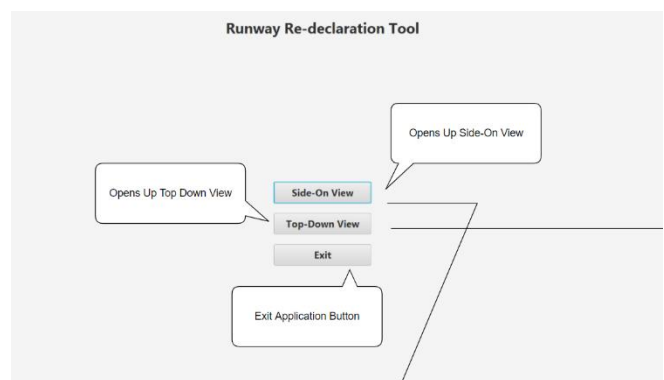 Runway Re-declaration Tool
Opens Up Side-On View
Opens Up Top Down View
Side-On View
Top-Down View
Exit
Exit Application Button